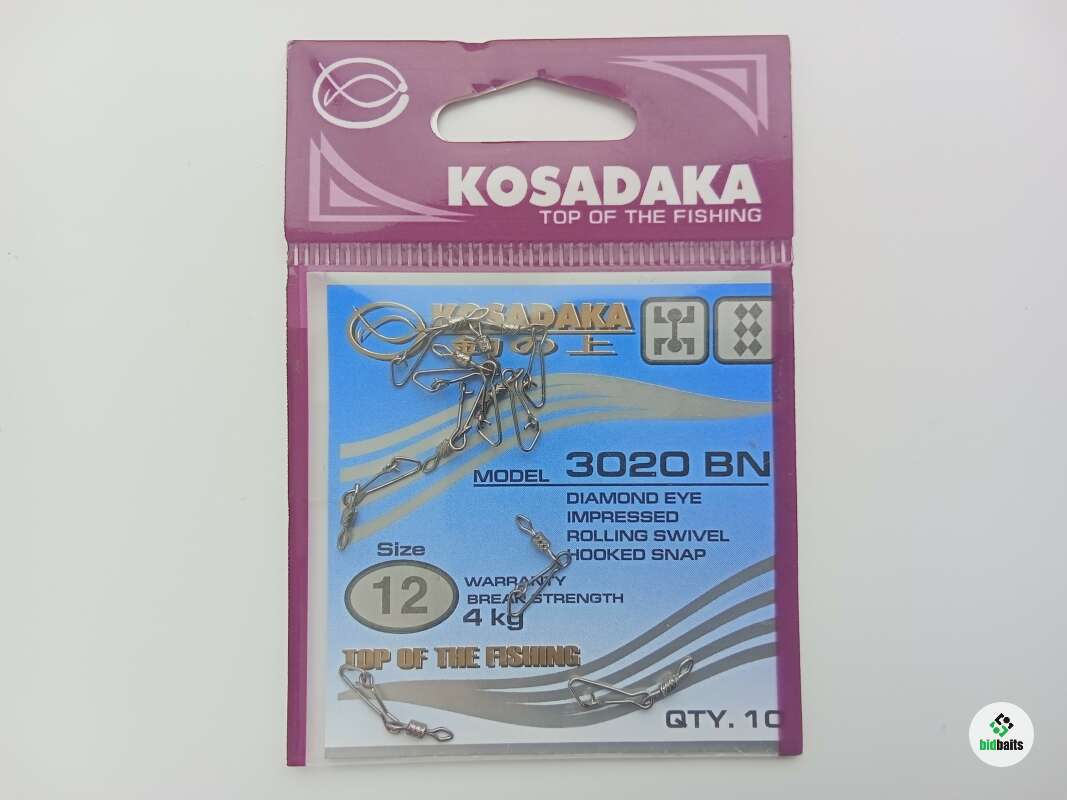 KOSADAKA
TOP OF THE FISHING
KOSADAKA
MODEL 3020 BN
DIAMOND EYE
IMPRESSED
ROLLING SWIVEL
HOOKED SNAP
Size
12
WARRANTY
BREAK STRENGTH
4 kg
TOP OF THE FISHING
QTY. 10
bidbaits